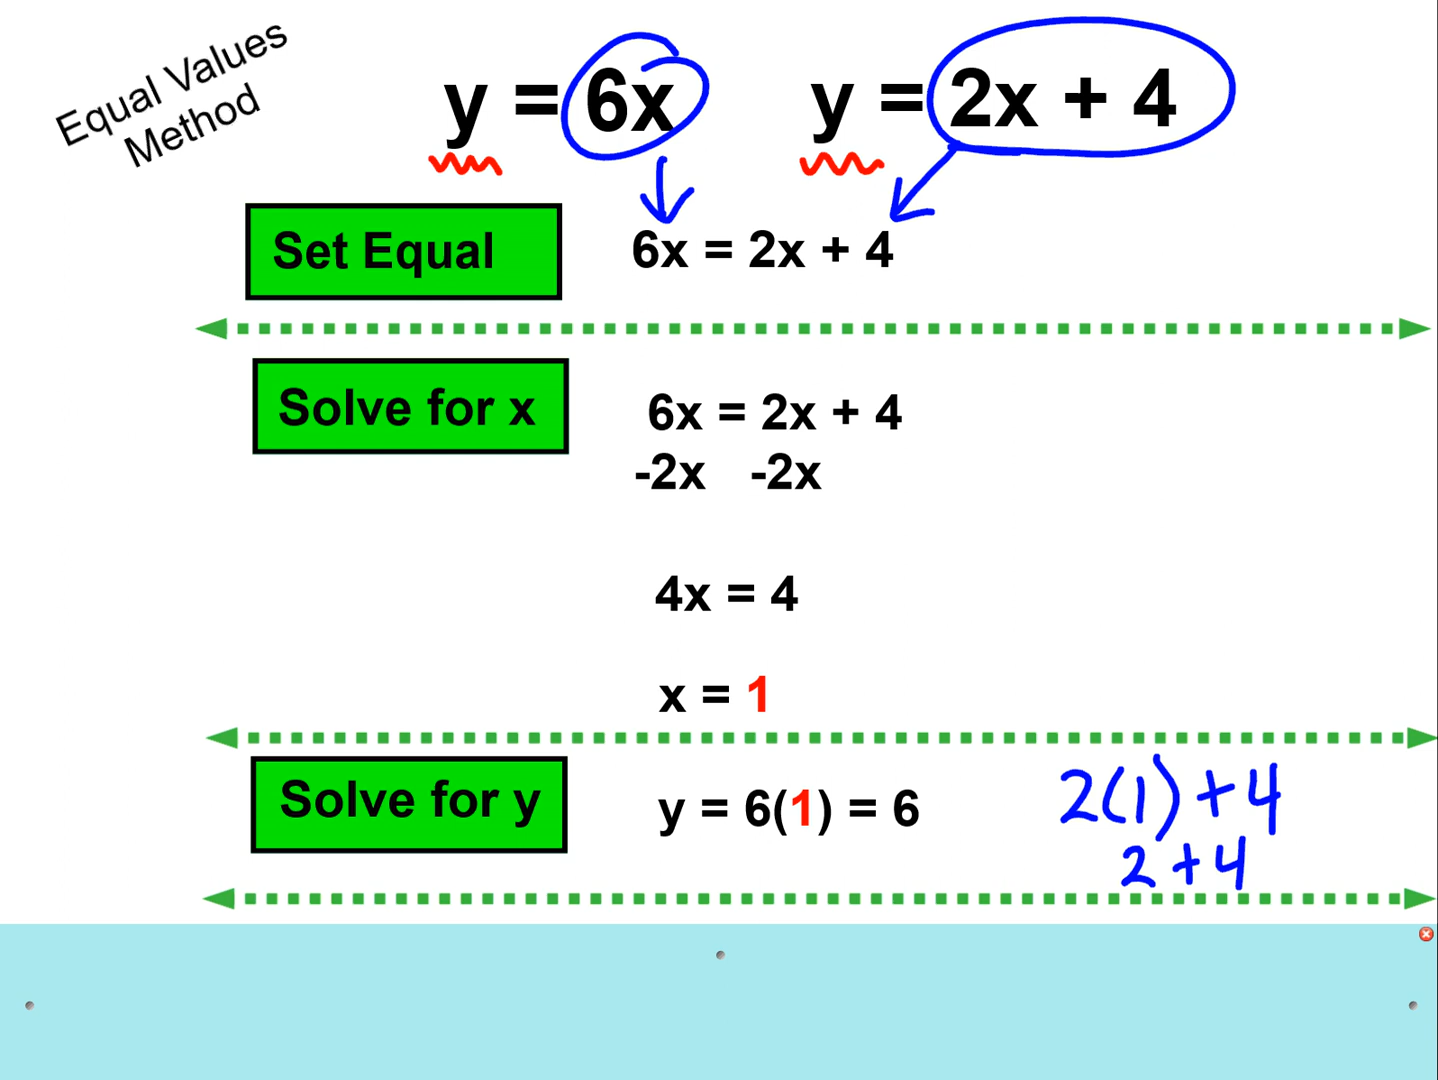 Equal Values
Method
y = 6x
y = 2x + 4
Set Equal
6x = 2x + 4
Solve for x
6x = 2x + 4
-2x -2x
4x = 4
x = 1
Solve for y
y = 6(1) = 6
2(1) + 4
2 + 4